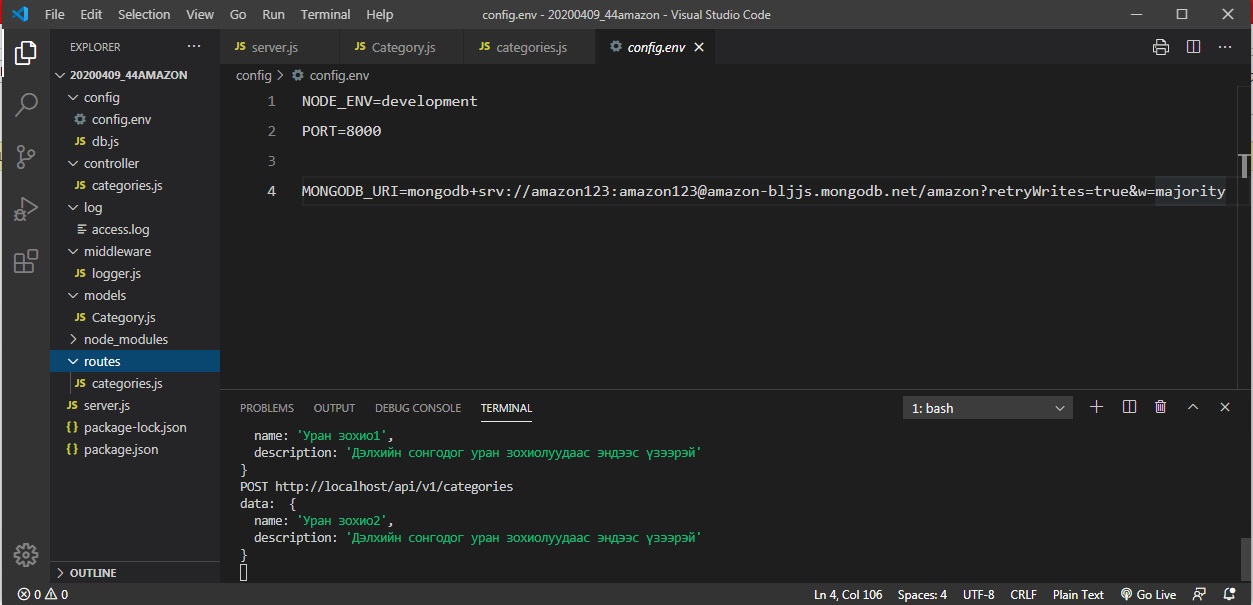 File Edit Selection View Go Run Terminal Help config.env - 20200409_44amazon - Visual Studio Code
EXPLORER ...
server.js Category.js categories.js config.env
20200409_44AMAZON
config
config.env
db.js
controller
categories.js
log
access.log
middleware
logger.js
models
Category.js
node_modules
routes
categories.js
server.js
package-lock.json
package.json
OUTLINE
config > config.env
1 NODE_ENV=development
2 PORT=8000
3
4 MONGODB_URI=mongodb+srv://amazon123:amazon123@amazon-bljjs.mongodb.net/amazon?retryWrites=true&w=majority
PROBLEMS OUTPUT DEBUG CONSOLE TERMINAL 1: bash
name: 'Уран зохио1',
description: 'Дэлхийн сонгодог уран зохиолуудаас эндээс үзээрэй'
}
POST http://localhost/api/v1/categories
data: {
name: 'Уран зохио2',
description: 'Дэлхийн сонгодог уран зохиолуудаас эндээс үзээрэй'
}
0 0 Ln 4, Col 106 Spaces: 4 UTF-8 CRLF Plain Text Go Live